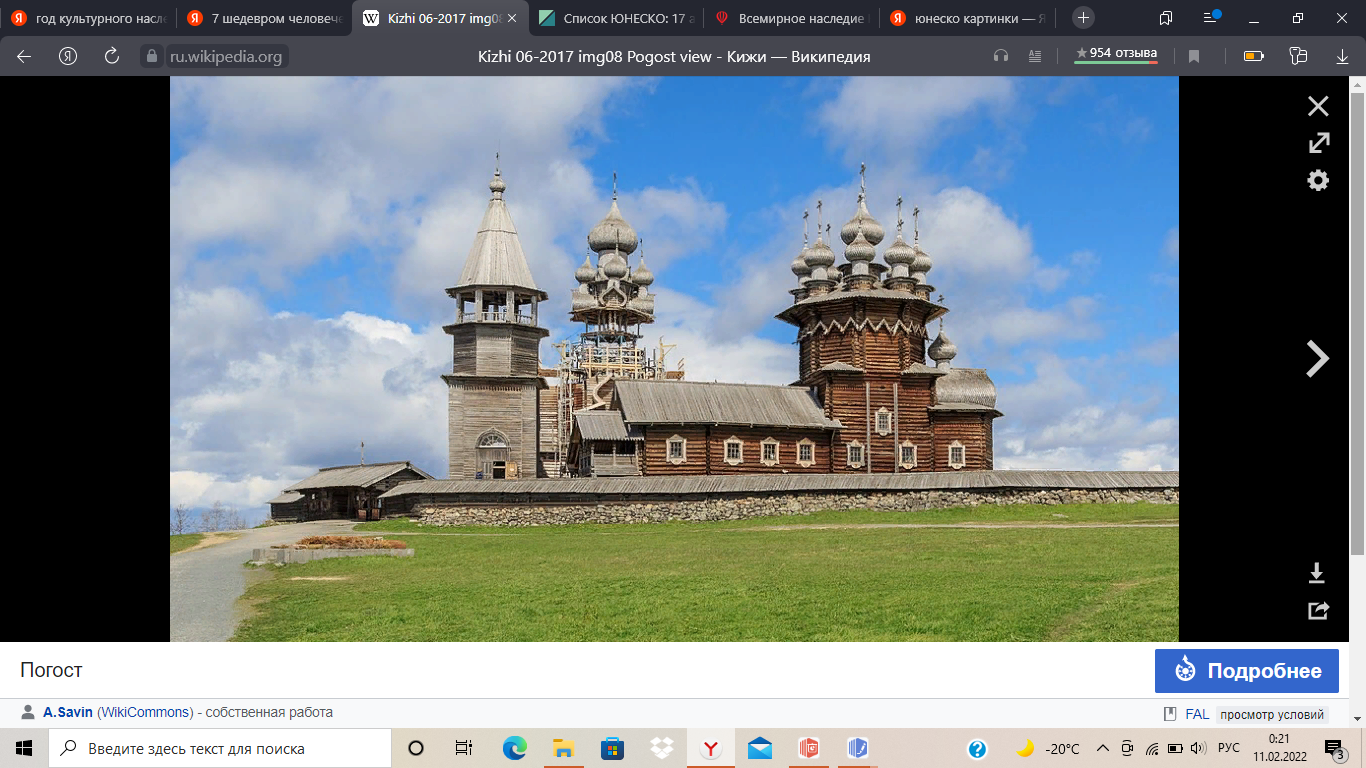 год культурного насле
7 шедевром человече
Kizhi 06-2017 img08
Список ЮНЕСКО: 17 а
Всемирное наследие
юнеско картинки — Я
ru.wikipedia.org
Kizhi 06-2017 img08 Pogost view - Кижи — Википедия
★954 отзыва
Погост
Подробнее
A.Savin (WikiCommons) - собственная работа
FAL
просмотр условий
Введите здесь текст для поиска
-20°C
РУС
0:21
11.02.2022
3